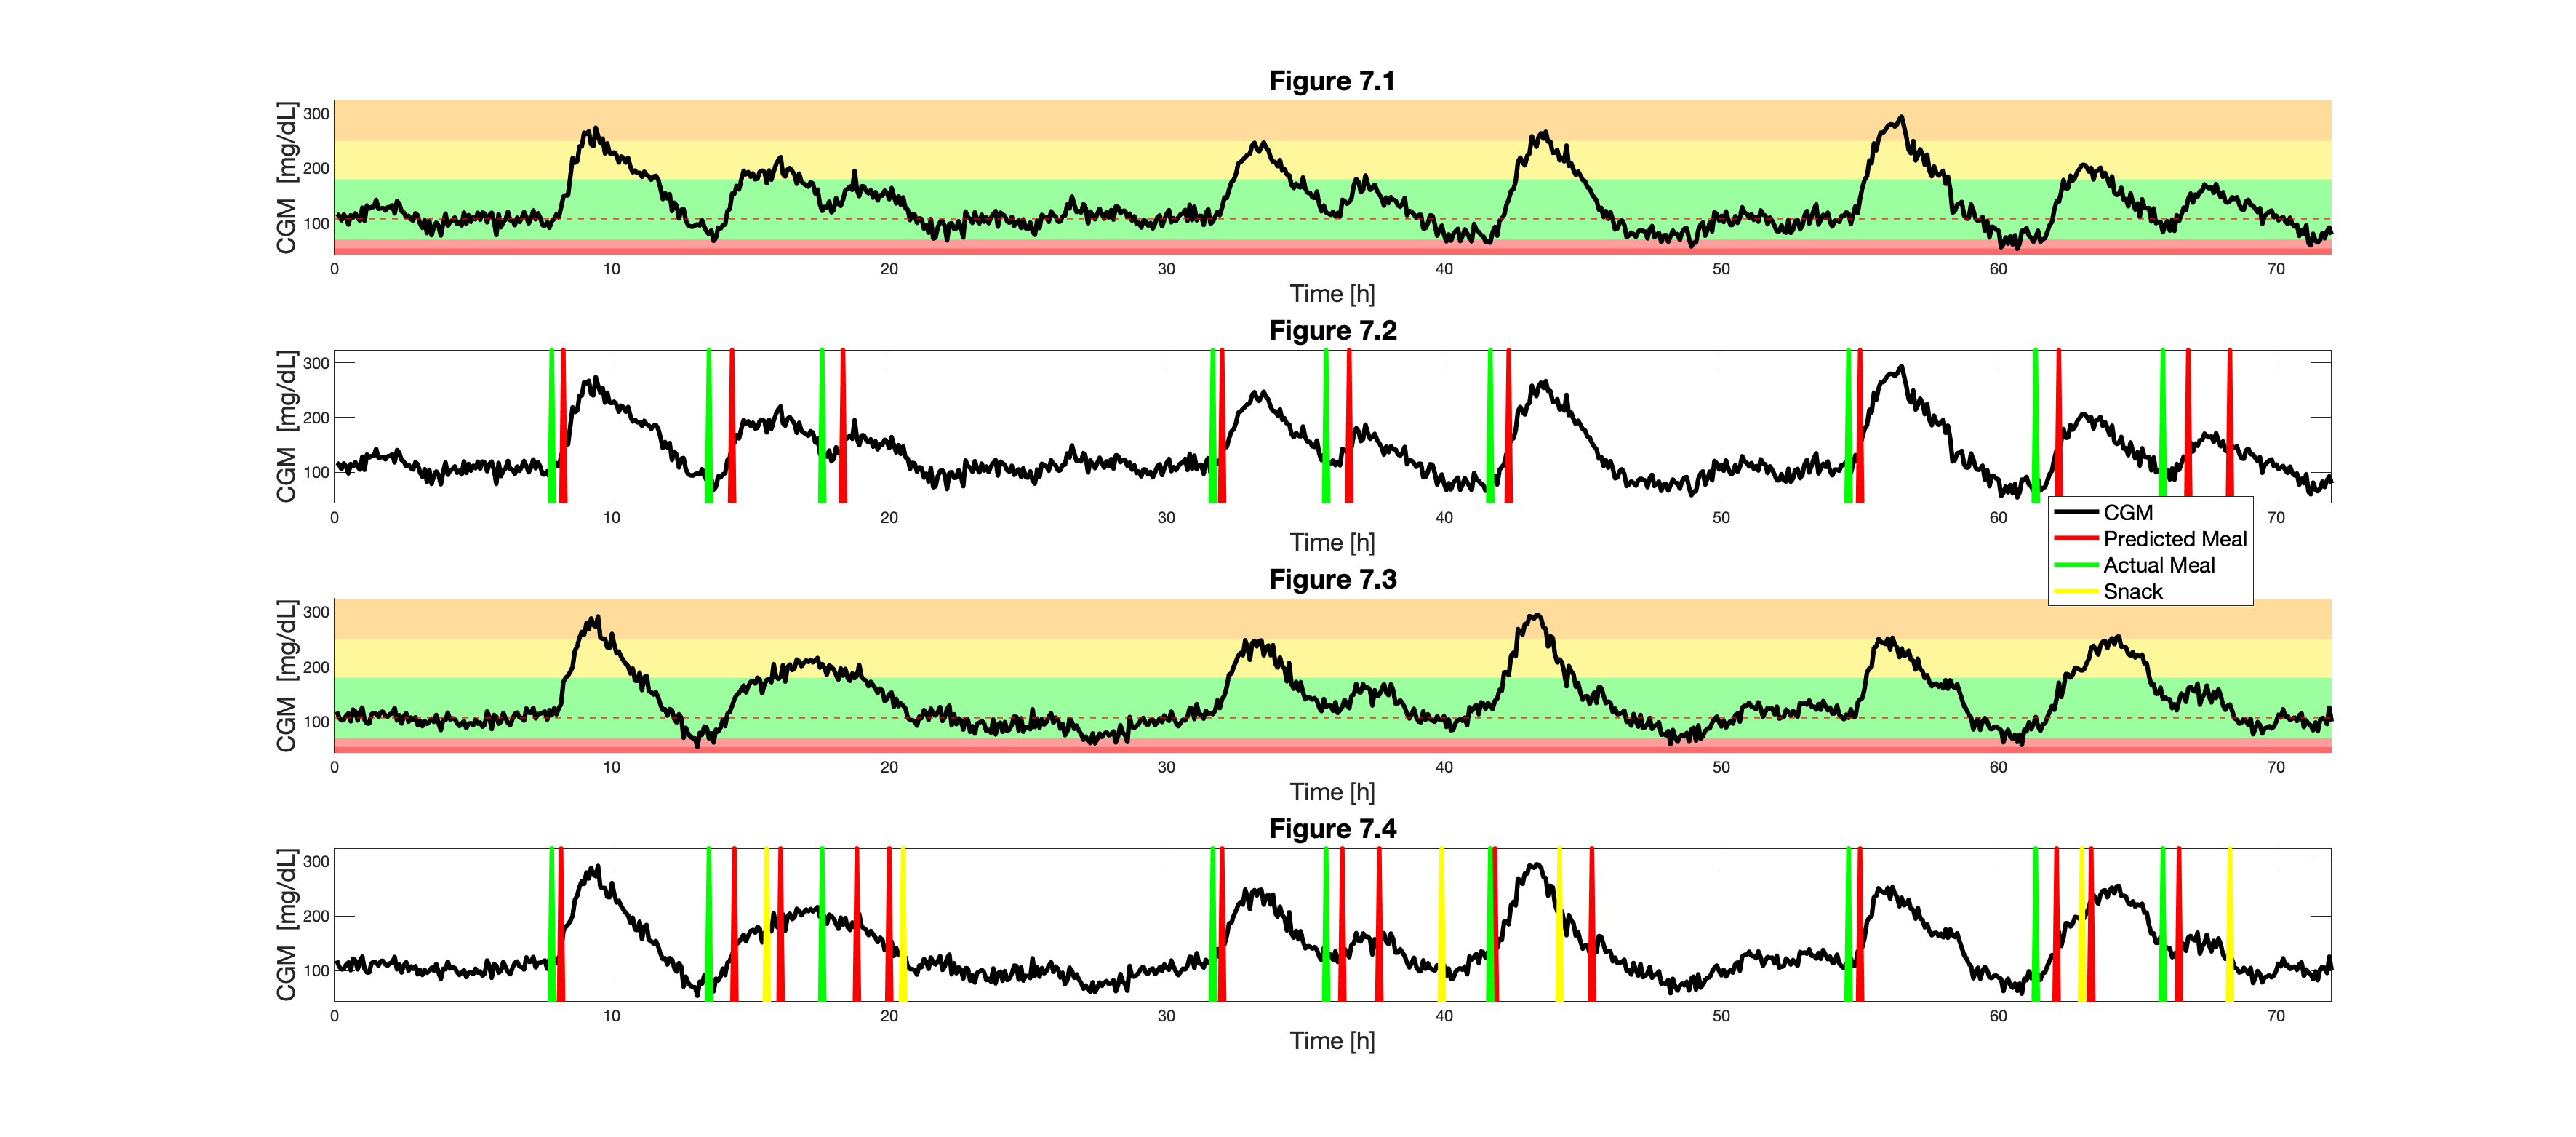 Figure 7.1
CGM [mg/dL]
300
200
100
0 10 20 30 40 50 60 70
Time [h]
Figure 7.2
CGM [mg/dL]
300
200
100
0 10 20 30 40 50 60 70
Time [h]
CGM
Predicted Meal
Actual Meal
Snack
Figure 7.3
CGM [mg/dL]
300
200
100
0 10 20 30 40 50 60 70
Time [h]
Figure 7.4
CGM [mg/dL]
300
200
100
0 10 20 30 40 50 60 70
Time [h]